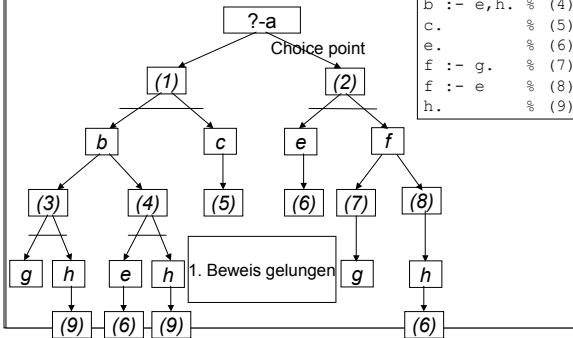 b :- e,h. % (4)
c. % (5)
e. % (6)
f :- g. % (7)
f :- e % (8)
h. % (9)
?-a
Choice point
(1) (2)
b c e f
(3) (4) (5) (6) (7) (8)
g h e h 1. Beweis gelungen g h
(9) (6) (9) (6)